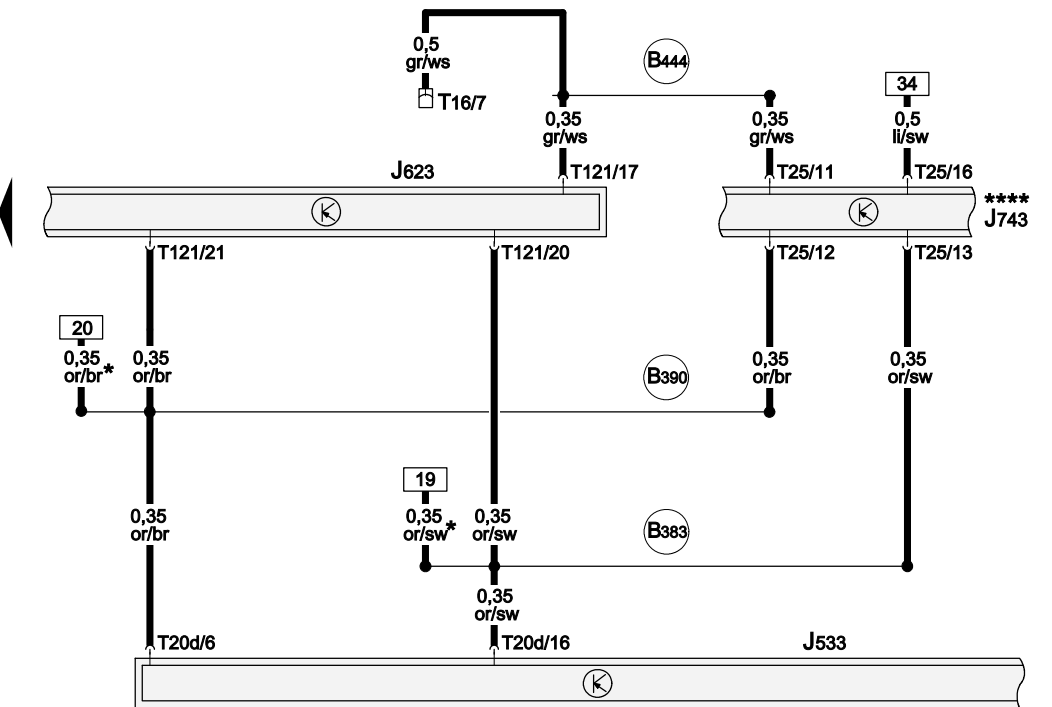 0,5
gr/ws
T16/7
B444
34
0,35
gr/ws
0,35
gr/ws
0,5
li/sw
J623
T121/17
T25/11
T25/16
****
J743
T121/21
T121/20
T25/12
T25/13
20
0,35
or/br*
0,35
or/br
B390
0,35
or/br
0,35
or/sw
19
0,35
or/br
0,35
or/sw*
0,35
or/sw
B383
0,35
or/sw
T20d/6
T20d/16
J533